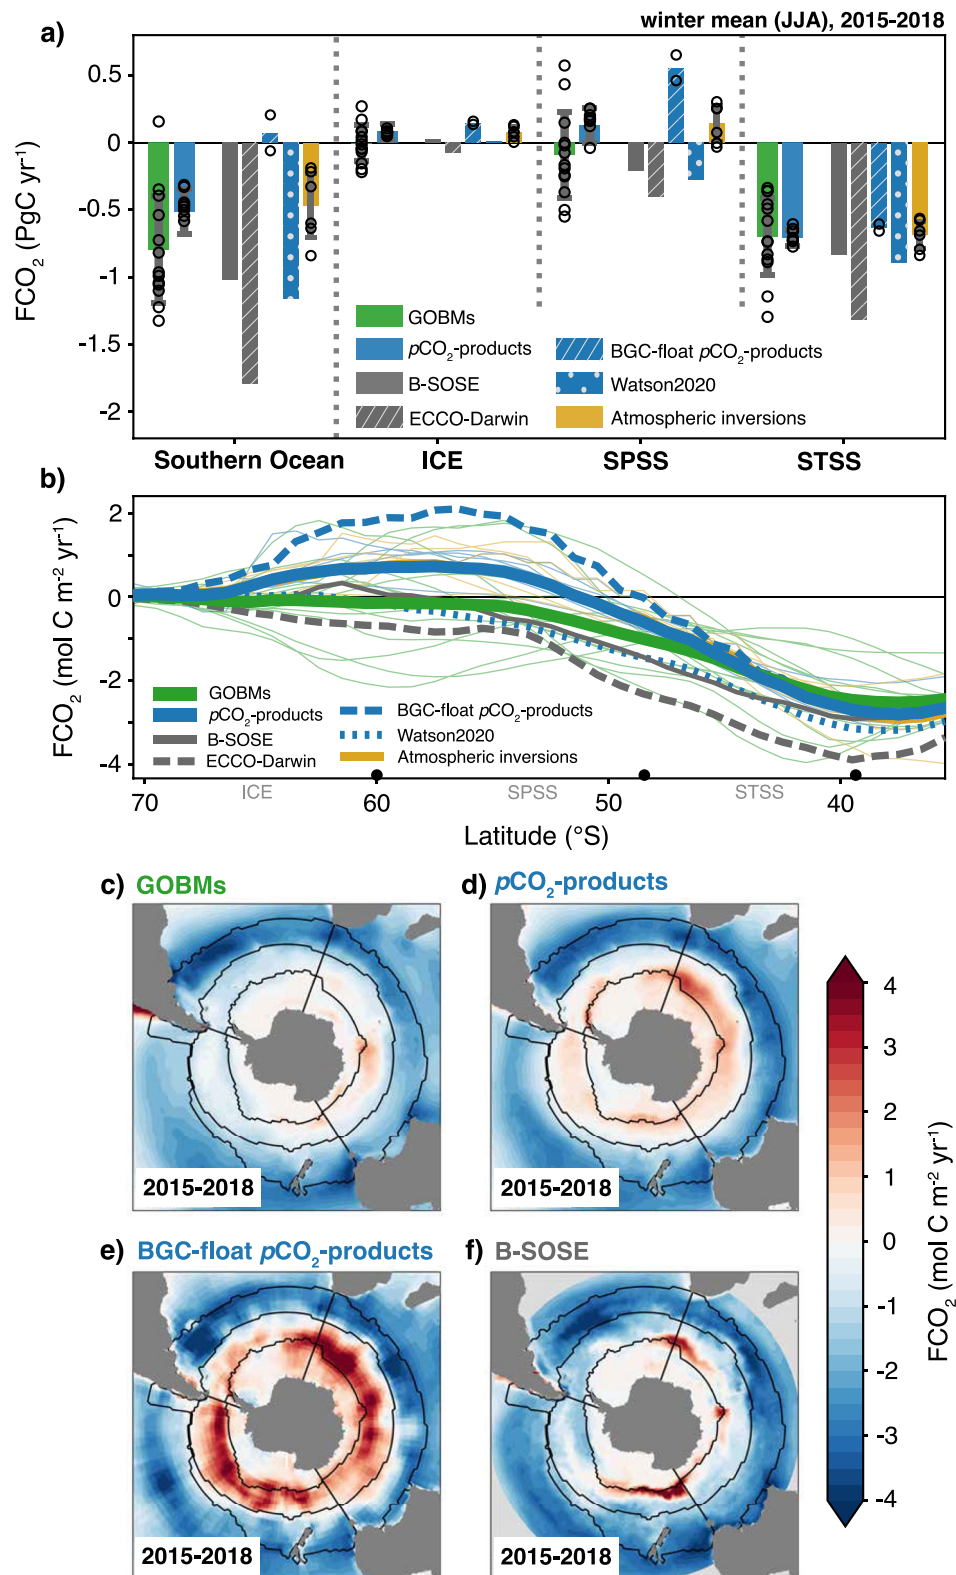 winter mean (JJA), 2015-2018
a)
FCO₂ (PgC yr⁻¹)
0.5
0
-0.5
-1
-1.5
-2
GOBMs
pCO₂-products
B-SOSE
ECCO-Darwin
BGC-float pCO₂-products
Watson2020
Atmospheric inversions
Southern Ocean
ICE
SPSS
STSS
b)
FCO₂ (mol C m⁻² yr⁻¹)
2
0
-2
-4
GOBMs
pCO₂-products
B-SOSE
ECCO-Darwin
BGC-float pCO₂-products
Watson2020
Atmospheric inversions
ICE
SPSS
STSS
70
60
50
40
Latitude (°S)
c) GOBMs
2015-2018
d) pCO₂-products
2015-2018
e) BGC-float pCO₂-products
2015-2018
f) B-SOSE
2015-2018
4
3
2
1
0
-1
-2
-3
-4
FCO₂ (mol C m⁻² yr⁻¹)